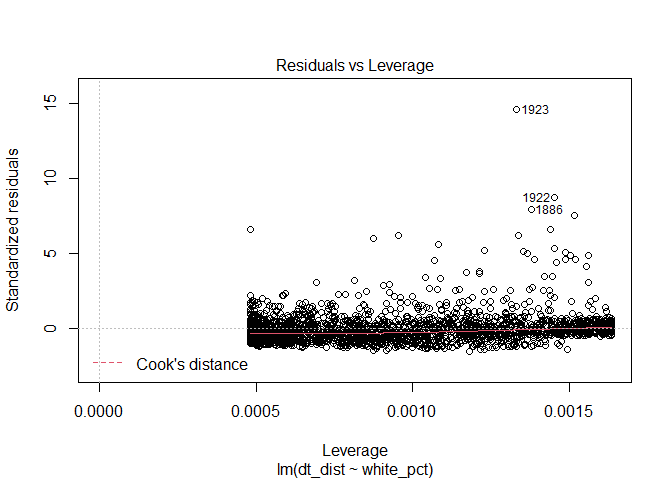 Residuals vs Leverage
Standardized residuals
15
10
5
0
1923
1922
1886
Cook's distance
0.0000
0.0005
0.0010
0.0015
Leverage
lm(dt_dist ~ white_pct)